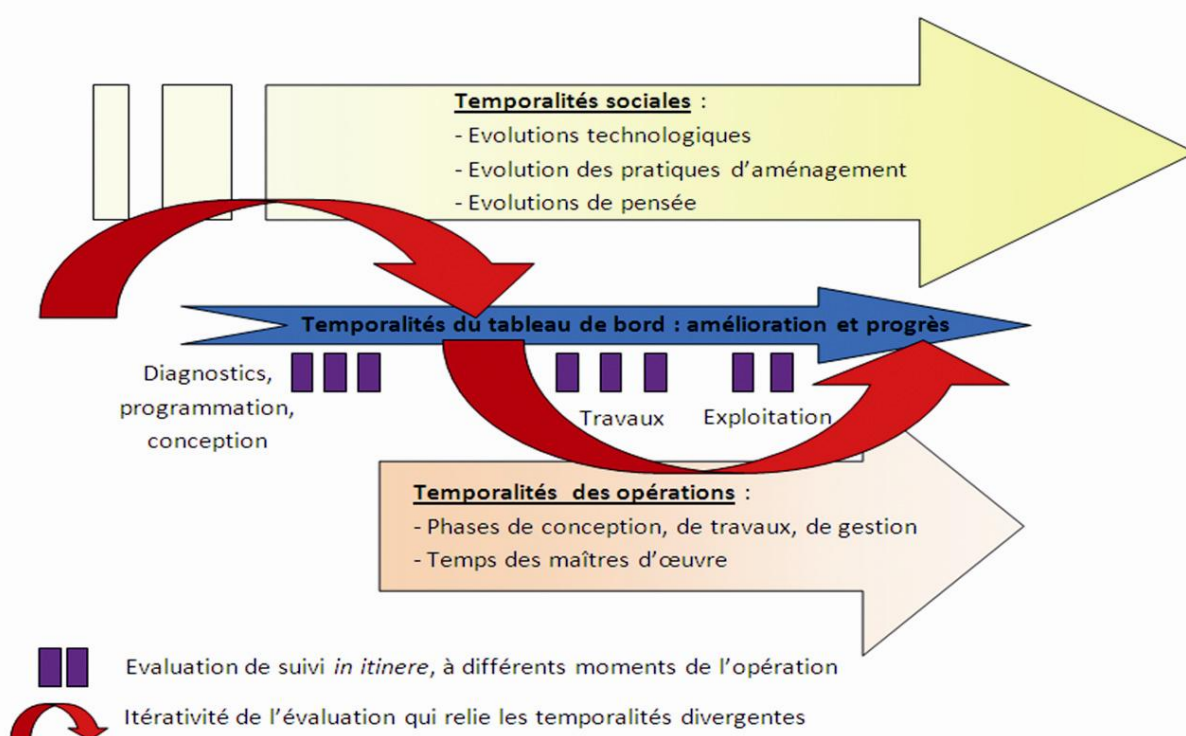 Temporalités sociales :
- Evolutions technologiques
- Evolution des pratiques d’aménagement
- Evolutions de pensée
Temporalités du tableau de bord : amélioration et progrès
Diagnostics,
programmation,
conception
Travaux
Exploitation
Temporalités des opérations :
- Phases de conception, de travaux, de gestion
- Temps des maîtres d’œuvre
Evaluation de suivi in itinere, à différents moments de l’opération
Itérativité de l’évaluation qui relie les temporalités divergentes